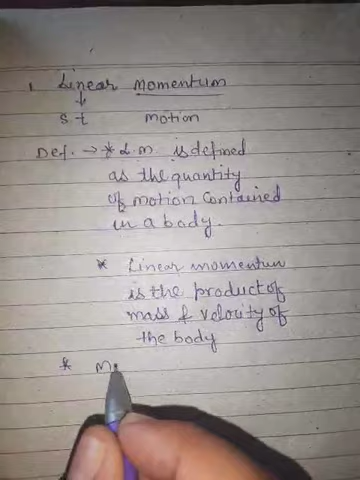 1 Linear momentum
↓
S t motion
Def. → * L.m is defined
as the quantity
of motion contained
in a body.
* Linear momentum
is the product of
mass & velocity of
the body
* M